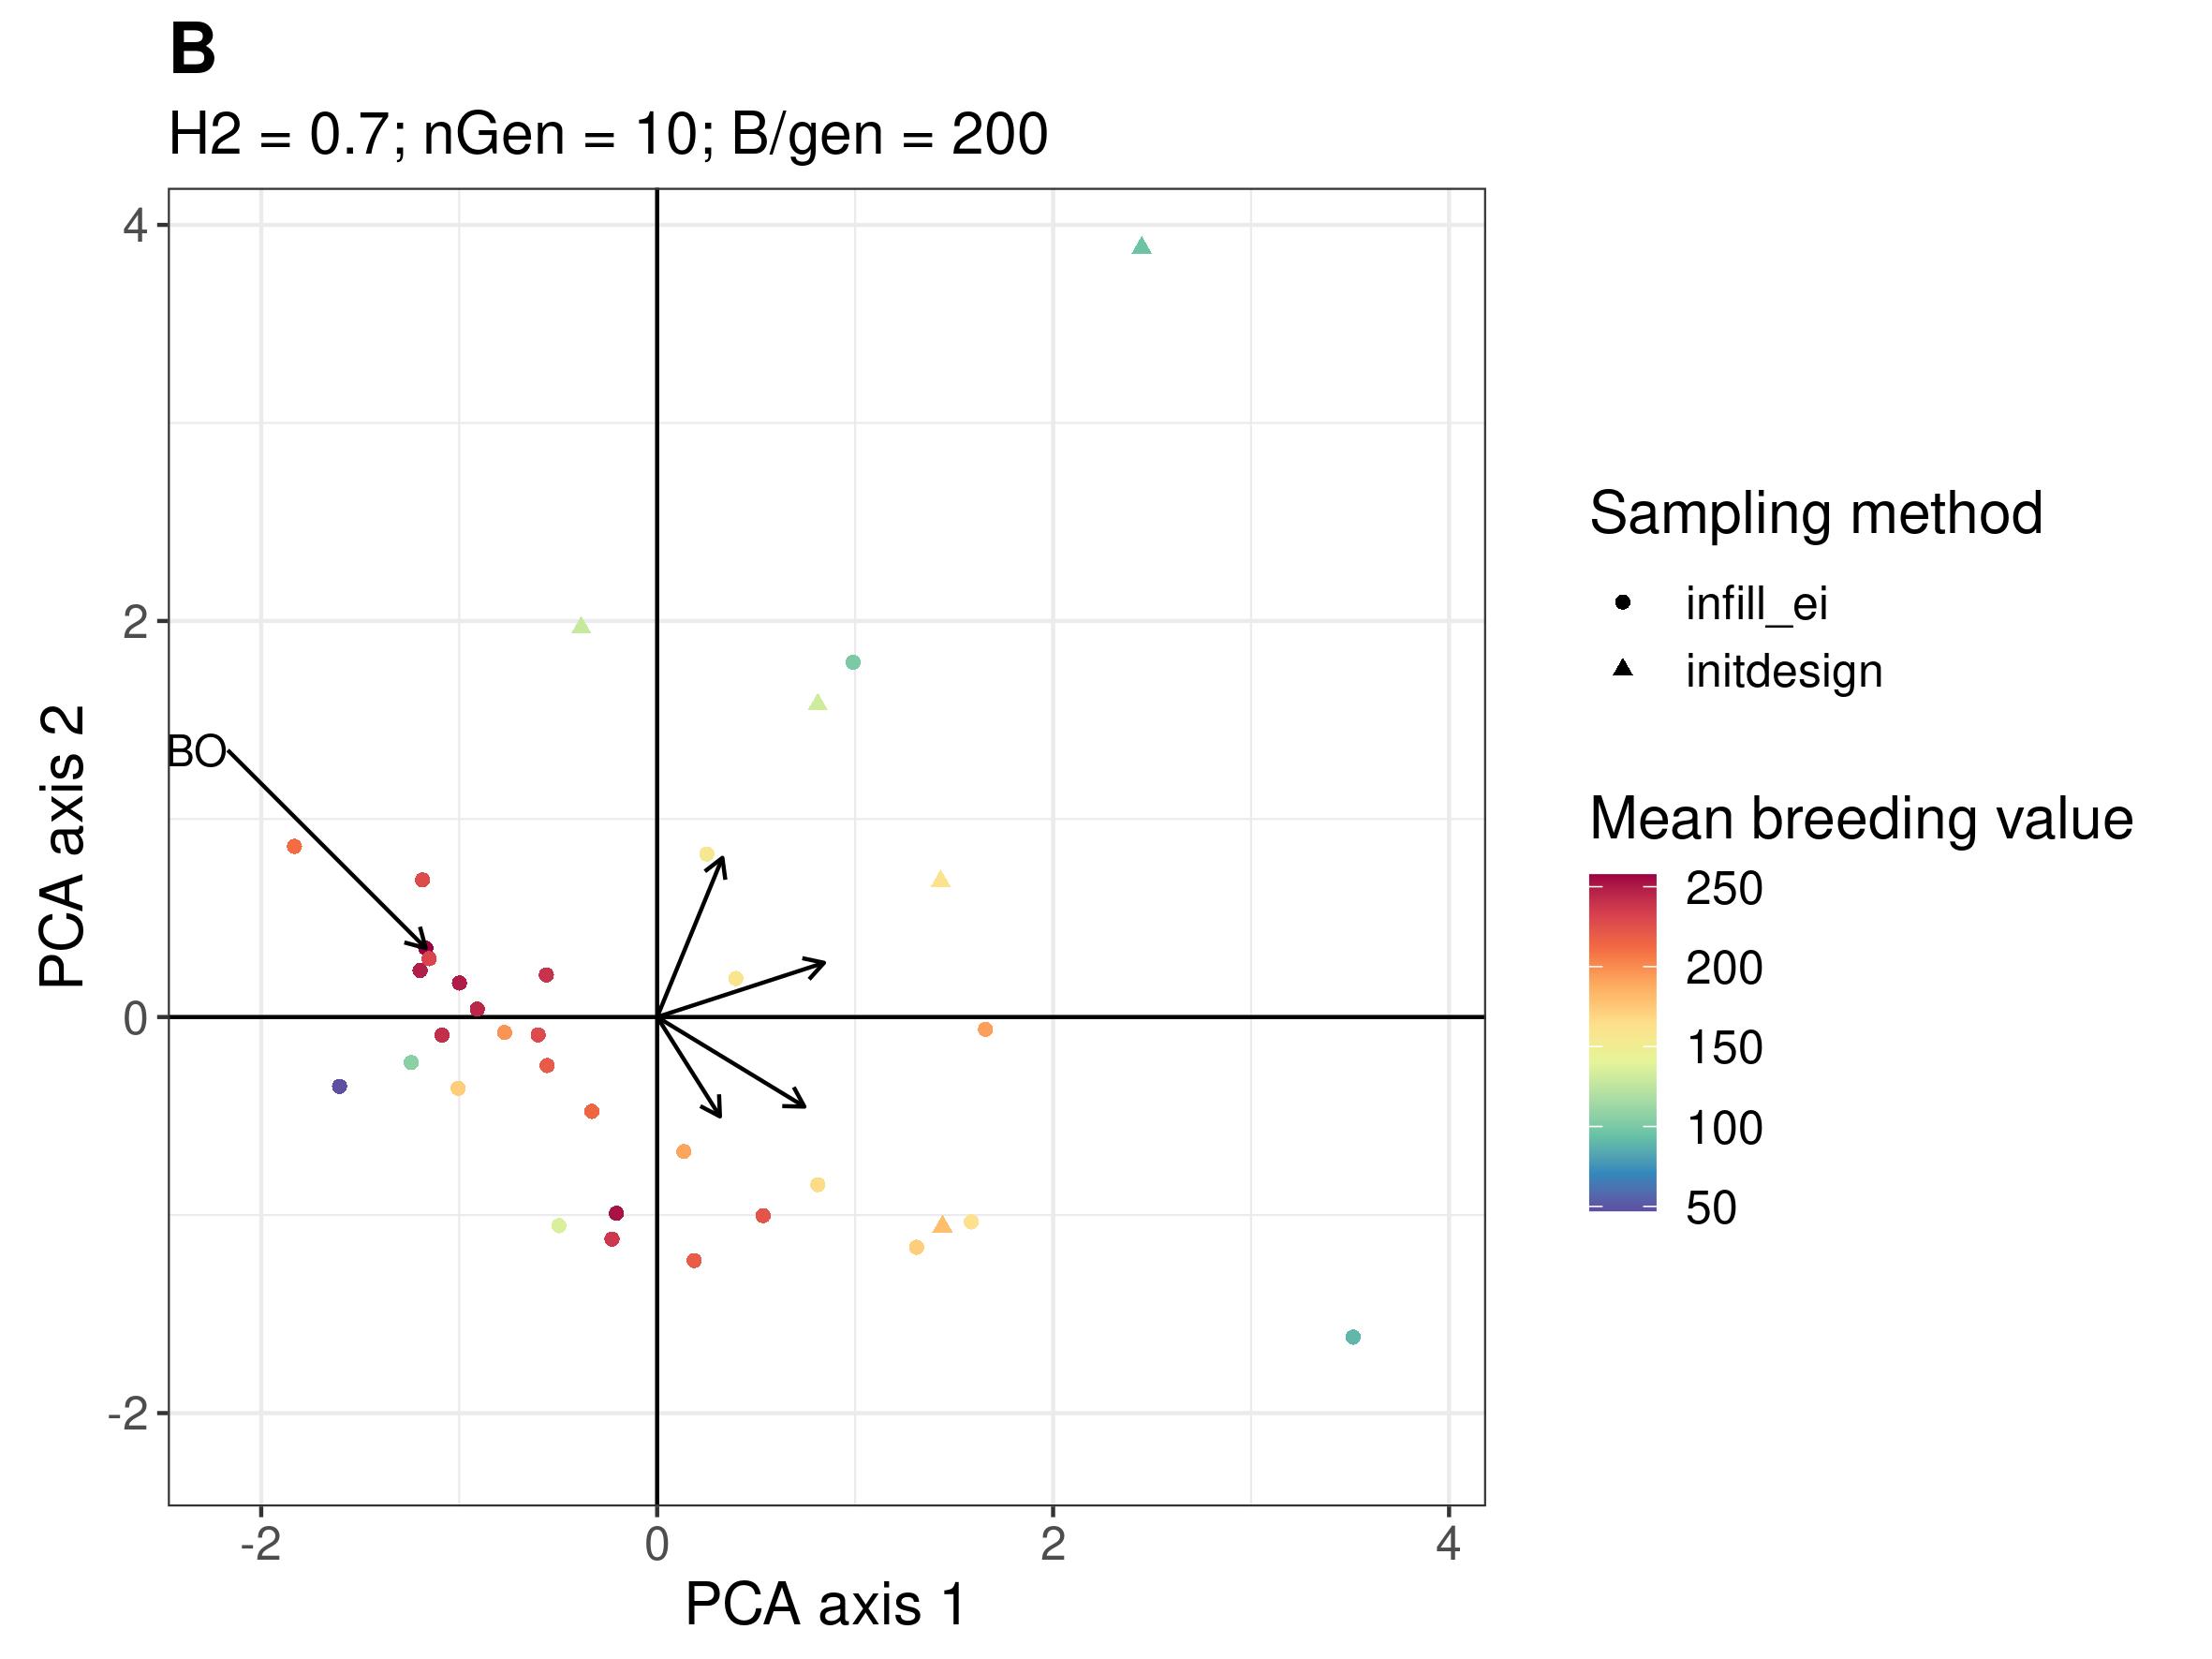 B
H2 = 0.7; nGen = 10; B/gen = 200
4
2
0
-2
-2
0
2
4
PCA axis 1
PCA axis 2
BO
Sampling method
infill_ei
initdesign
Mean breeding value
250
200
150
100
50